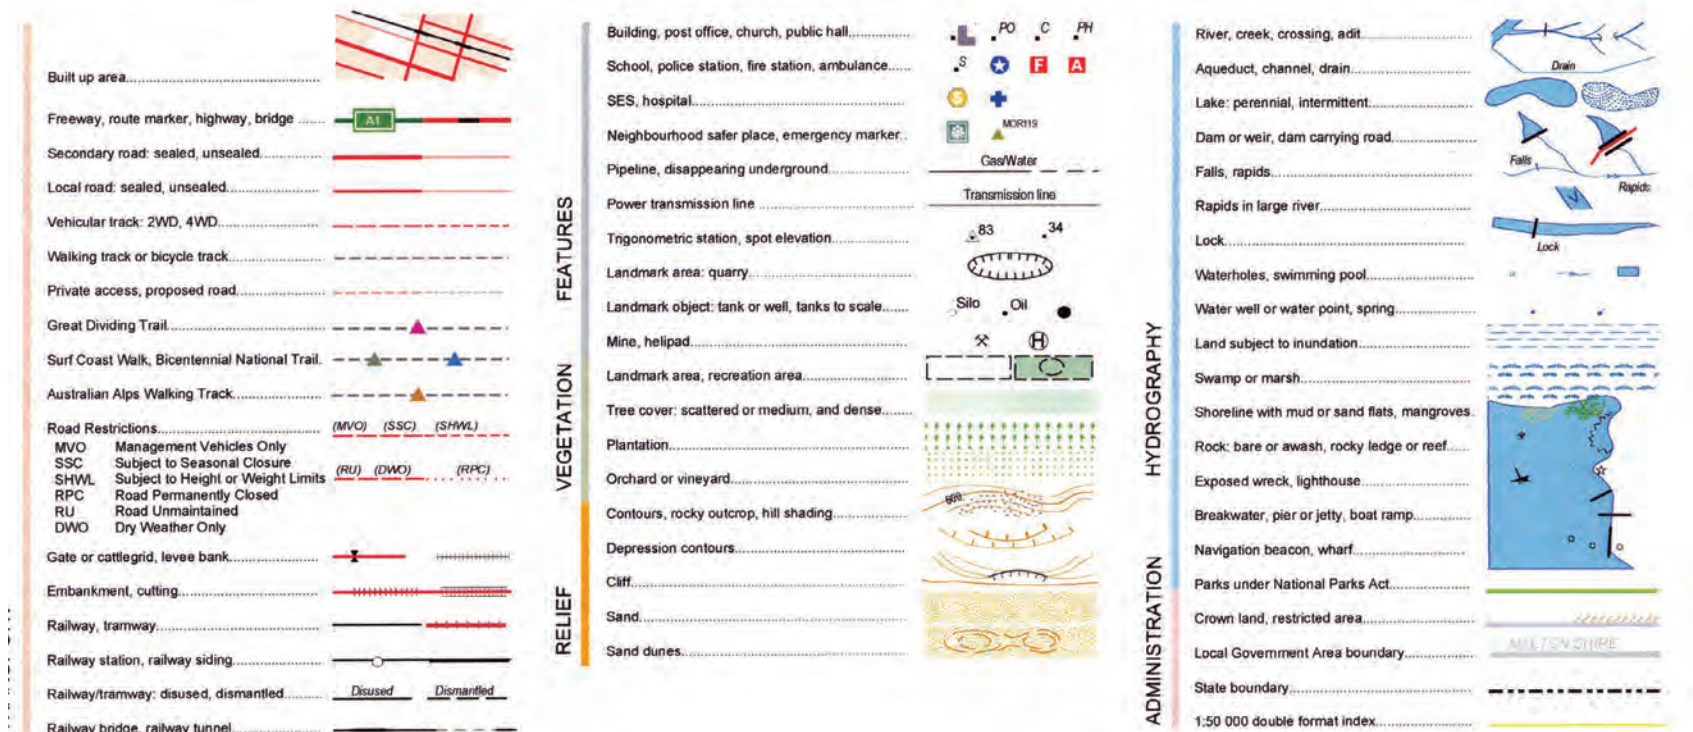 Built up area
Freeway, route marker, highway, bridge
A1
Secondary road: sealed, unsealed
Local road: sealed, unsealed
Vehicular track: 2WD, 4WD
Walking track or bicycle track
Private access, proposed road
Great Dividing Trail
Surf Coast Walk, Bicentennial National Trail.
Australian Alps Walking Track
Road Restrictions
(MVO) (SSC) (SHWL)
MVO Management Vehicles Only
SSC Subject to Seasonal Closure
SHWL Subject to Height or Weight Limits
(RU) (DWO) (RPC)
RPC Road Permanently Closed
RU Road Unmaintained
DWO Dry Weather Only
Gate or cattlegrid, levee bank
Embankment, cutting
Railway, tramway
Railway station, railway siding
Railway/tramway: disused, dismantled
Disused Dismantled
Railway bridge, railway tunnel
FEATURES
Building, post office, church, public hall
PO C PH
School, police station, fire station, ambulance
S F A
SES, hospital
S
Neighbourhood safer place, emergency marker
MOR119
Pipeline, disappearing underground
Gas/Water
Power transmission line
Transmission line
Trigonometric station, spot elevation
83 34
Landmark area: quarry
Landmark object: tank or well, tanks to scale
Silo Oil
Mine, helipad
H
Landmark area, recreation area
VEGETATION
Tree cover: scattered or medium, and dense
Plantation
Orchard or vineyard
RELIEF
Contours, rocky outcrop, hill shading
600
Depression contours
Cliff
Sand
Sand dunes
HYDROGRAPHY
River, creek, crossing, adit
Aqueduct, channel, drain
Drain
Lake: perennial, intermittent
Dam or weir, dam carrying road
Falls, rapids
Falls
Rapids
Rapids in large river
Lock
Lock
Waterholes, swimming pool
Water well or water point, spring
Land subject to inundation
Swamp or marsh
Shoreline with mud or sand flats, mangroves
Rock: bare or awash, rocky ledge or reef
Exposed wreck, lighthouse
Breakwater, pier or jetty, boat ramp
Navigation beacon, wharf
ADMINISTRATION
Parks under National Parks Act
Crown land, restricted area
Local Government Area boundary
State boundary
1:50 000 double format index